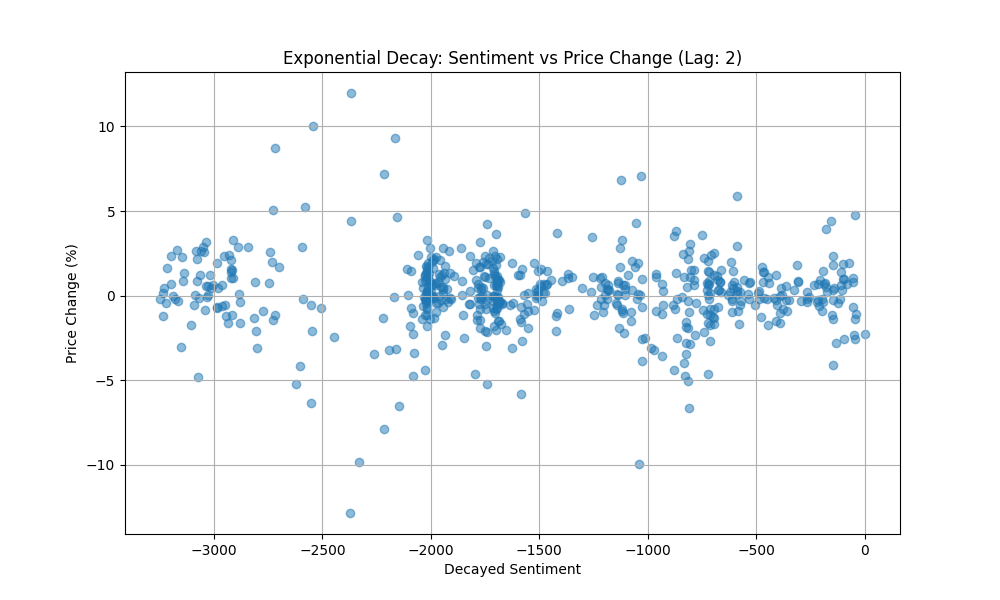 Exponential Decay: Sentiment vs Price Change (Lag: 2)
Price Change (%)
10
5
0
−5
−10
−3000 −2500 −2000 −1500 −1000 −500 0
Decayed Sentiment